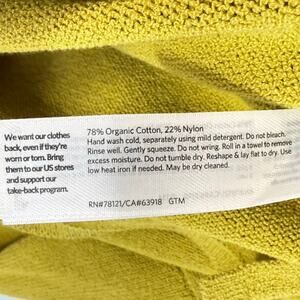 We want our clothes
back, even if they're
worn or torn. Bring
them to our US stores
and support our
take-back program.
78% Organic Cotton, 22% Nylon
Hand wash cold, separately using mild detergent. Do not bleach.
Rinse well. Gently squeeze. Do not wring. Roll in a towel to remove
excess moisture. Do not tumble dry. Reshape & lay flat to dry. Use
low heat iron if needed. May be dry cleaned.
RN#78121/CA#63918 GTM